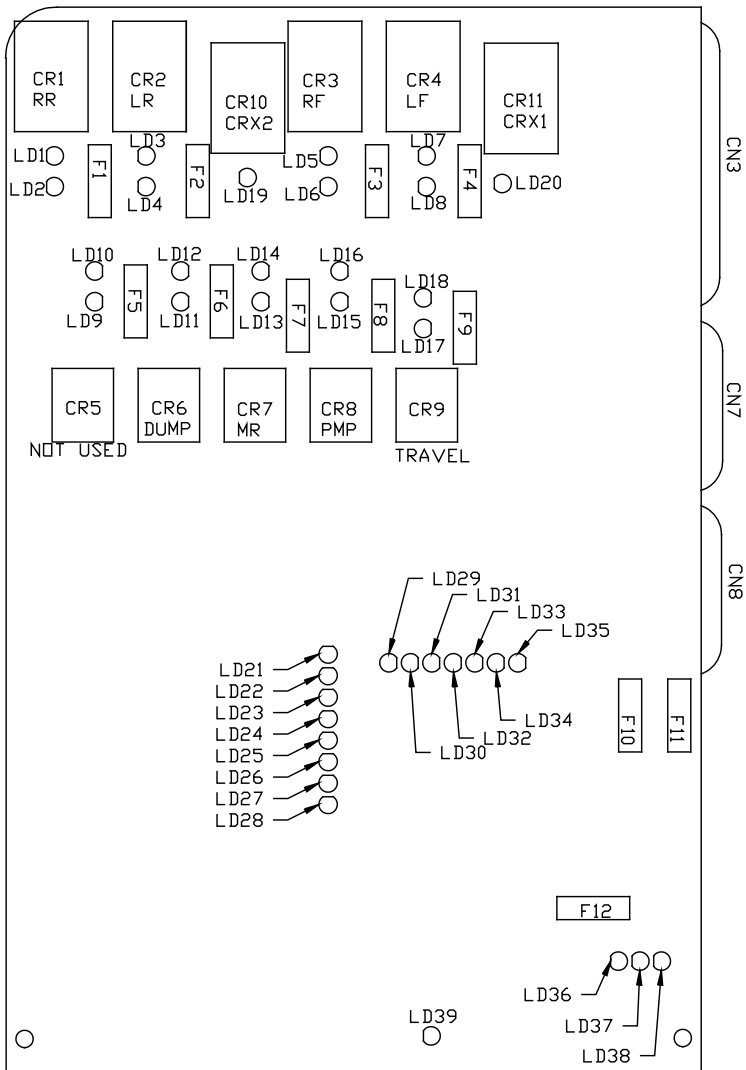 CR1
RR
CR2
LR
CR10
CRX2
CR3
RF
CR4
LF
CR11
CRX1
CN3
LD1
LD2
F1
LD3
LD4
F2
LD19
LD5
LD6
F3
LD7
LD8
F4
LD20
LD10
LD9
F5
LD12
LD11
F6
LD14
LD13
F7
LD16
LD15
F8
LD18
LD17
F9
CN7
CR5
NOT USED
CR6
DUMP
CR7
MR
CR8
PMP
CR9
TRAVEL
CN8
LD29
LD31
LD33
LD35
LD21
LD22
LD23
LD24
LD25
LD26
LD27
LD28
LD34
LD32
LD30
F10
F11
F12
LD36
LD37
LD38
LD39